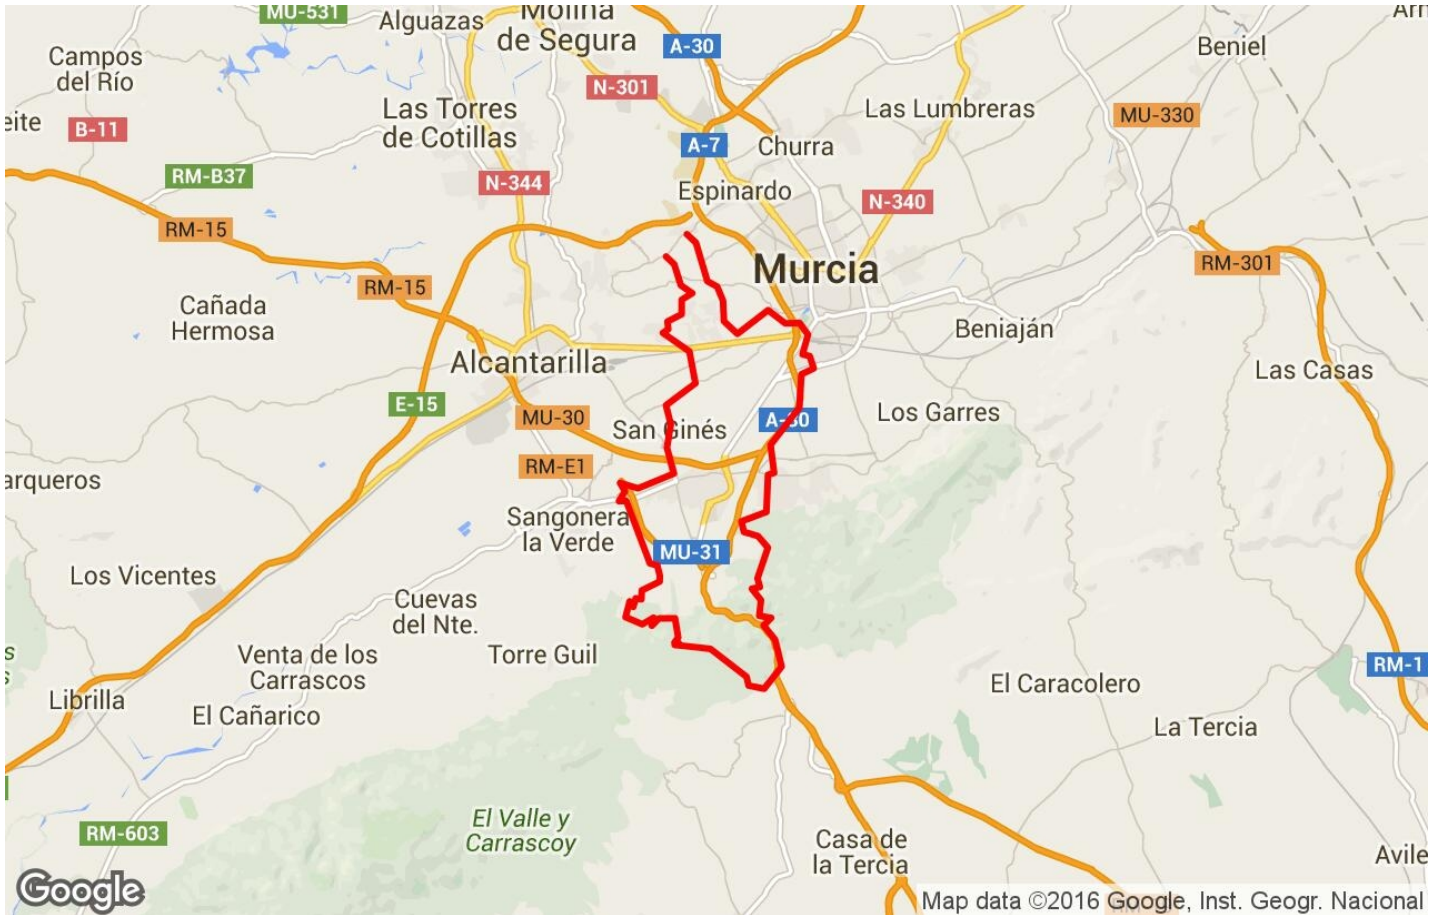 MU-531
Alguazas
Molina
de Segura
A-30
Beniel
Campos
del Río
N-301
Las Torres
de Cotillas
Las Lumbreras
MU-330
eite
B-11
A-7
Churra
RM-B37
N-344
Espinardo
N-340
RM-15
Murcia
RM-301
RM-15
Cañada
Hermosa
Beniaján
Alcantarilla
Las Casas
E-15
MU-30
San Ginés
A-30
Los Garres
RM-E1
arqueros
Sangonera
la Verde
MU-31
Los Vicentes
Cuevas
del Nte.
Venta de los
Carrascos
Torre Guil
RM-1
Librilla
El Cañarico
El Caracolero
La Tercia
El Valle y
Carrascoy
RM-603
Casa de
la Tercia
Avile
Google
Map data ©2016 Google, Inst. Geogr. Nacional